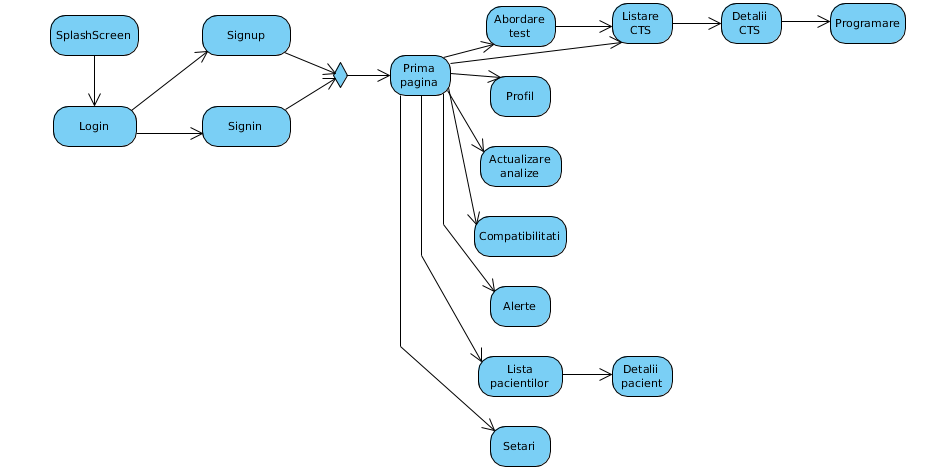 SplashScreen
Signup
Login
Signin
Prima
pagina
Abordare
test
Listare
CTS
Detalii
CTS
Programare
Profil
Actualizare
analize
Compatibilitati
Alerte
Lista
pacientilor
Detalii
pacient
Setari